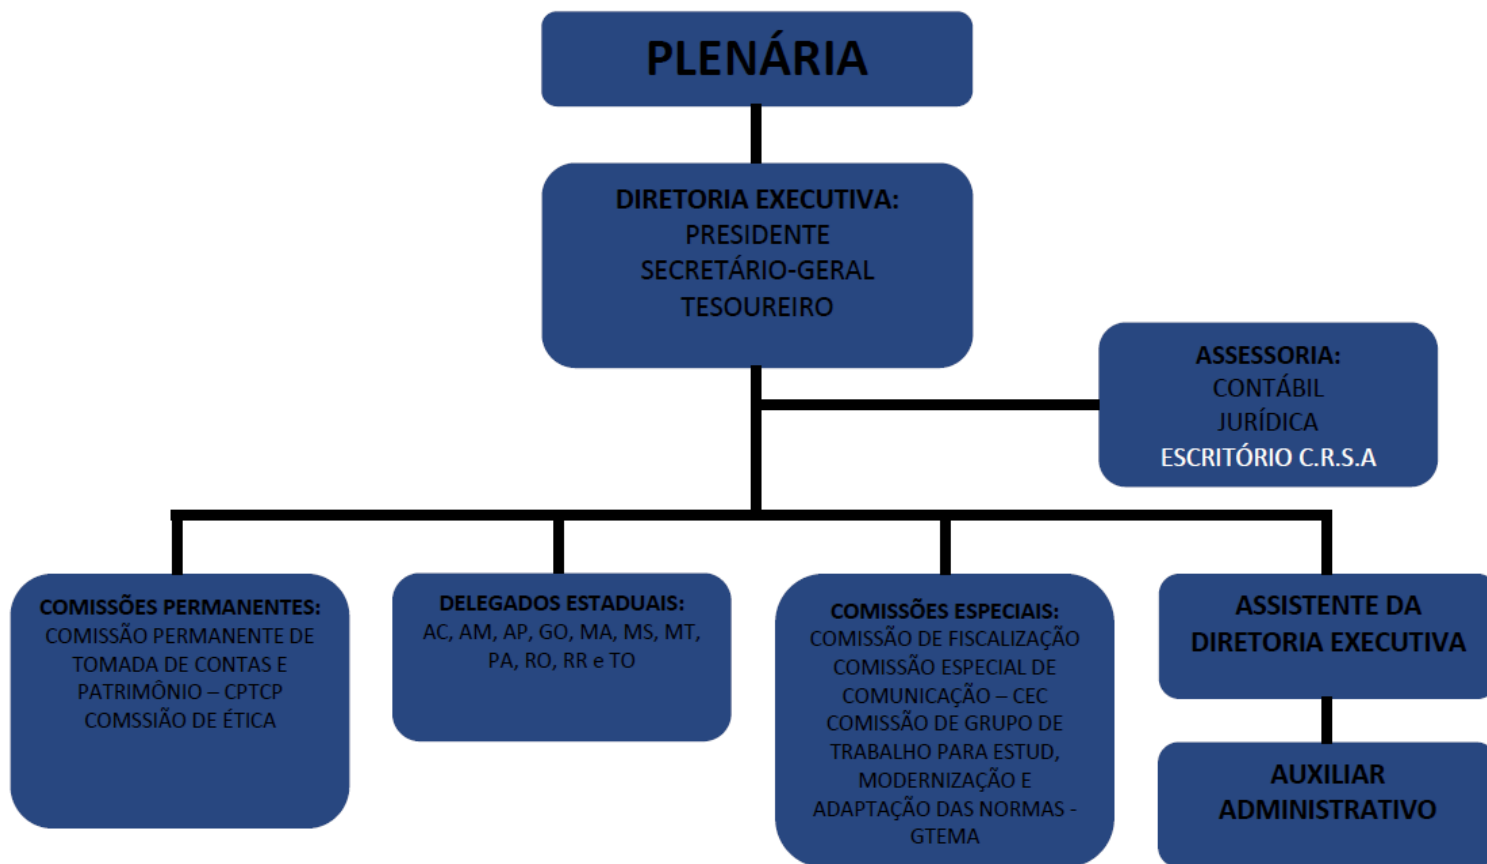 PLENÁRIA
DIRETORIA EXECUTIVA:
PRESIDENTE
SECRETÁRIO-GERAL
TESOUREIRO
ASSESSORIA:
CONTÁBIL
JURÍDICA
ESCRITÓRIO C.R.S.A
COMISSÕES PERMANENTES:
COMISSÃO PERMANENTE DE
TOMADA DE CONTAS E
PATRIMÔNIO – CPTCP
COMSSIÃO DE ÉTICA
DELEGADOS ESTADUAIS:
AC, AM, AP, GO, MA, MS, MT,
PA, RO, RR e TO
COMISSÕES ESPECIAIS:
COMISSÃO DE FISCALIZAÇÃO
COMISSÃO ESPECIAL DE
COMUNICAÇÃO – CEC
COMISSÃO DE GRUPO DE
TRABALHO PARA ESTUD,
MODERNIZAÇÃO E
ADAPTAÇÃO DAS NORMAS -
GTEMA
ASSISTENTE DA
DIRETORIA EXECUTIVA
AUXILIAR
ADMINISTRATIVO